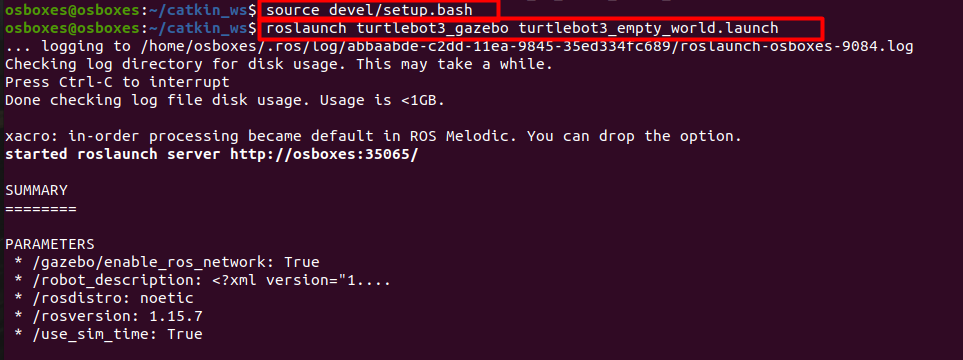 osboxes@osboxes:~/catkin_ws$ source devel/setup.bash
osboxes@osboxes:~/catkin_ws$ roslaunch turtlebot3_gazebo turtlebot3_empty_world.launch
... logging to /home/osboxes/.ros/log/abbaabde-c2dd-11ea-9845-35ed334fc689/roslaunch-osboxes-9084.log
Checking log directory for disk usage. This may take a while.
Press Ctrl-C to interrupt
Done checking log file disk usage. Usage is <1GB.

xacro: in-order processing became default in ROS Melodic. You can drop the option.
started roslaunch server http://osboxes:35065/

SUMMARY
========

PARAMETERS
 * /gazebo/enable_ros_network: True
 * /robot_description: <?xml version="1....
 * /rosdistro: noetic
 * /rosversion: 1.15.7
 * /use_sim_time: True